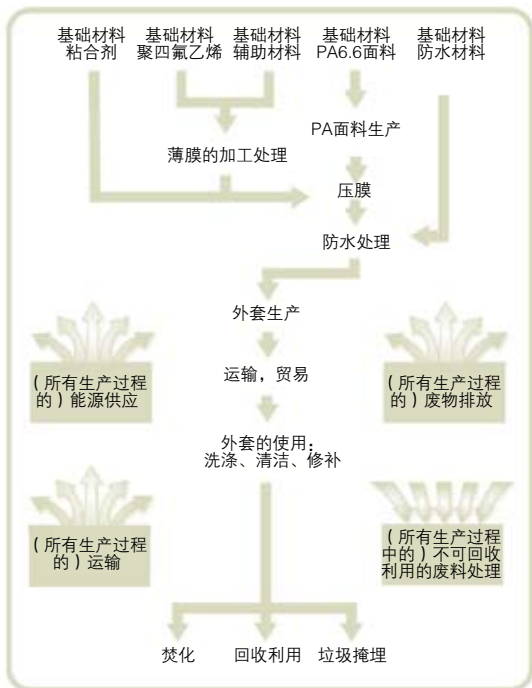 基础材料 基础材料 基础材料 基础材料 基础材料
粘合剂 聚四氟乙烯 辅助材料 PA6.6面料 防水材料
PA面料生产
薄膜的加工处理
压膜
防水处理
外套生产
运输，贸易
(所有生产过程
的)能源供应
(所有生产过程
的)废物排放
外套的使用：
洗涤、清洁、修补
(所有生产过程
的)运输
(所有生产过程
中的)不可回收
利用的废料处理
焚化 回收利用 垃圾掩埋